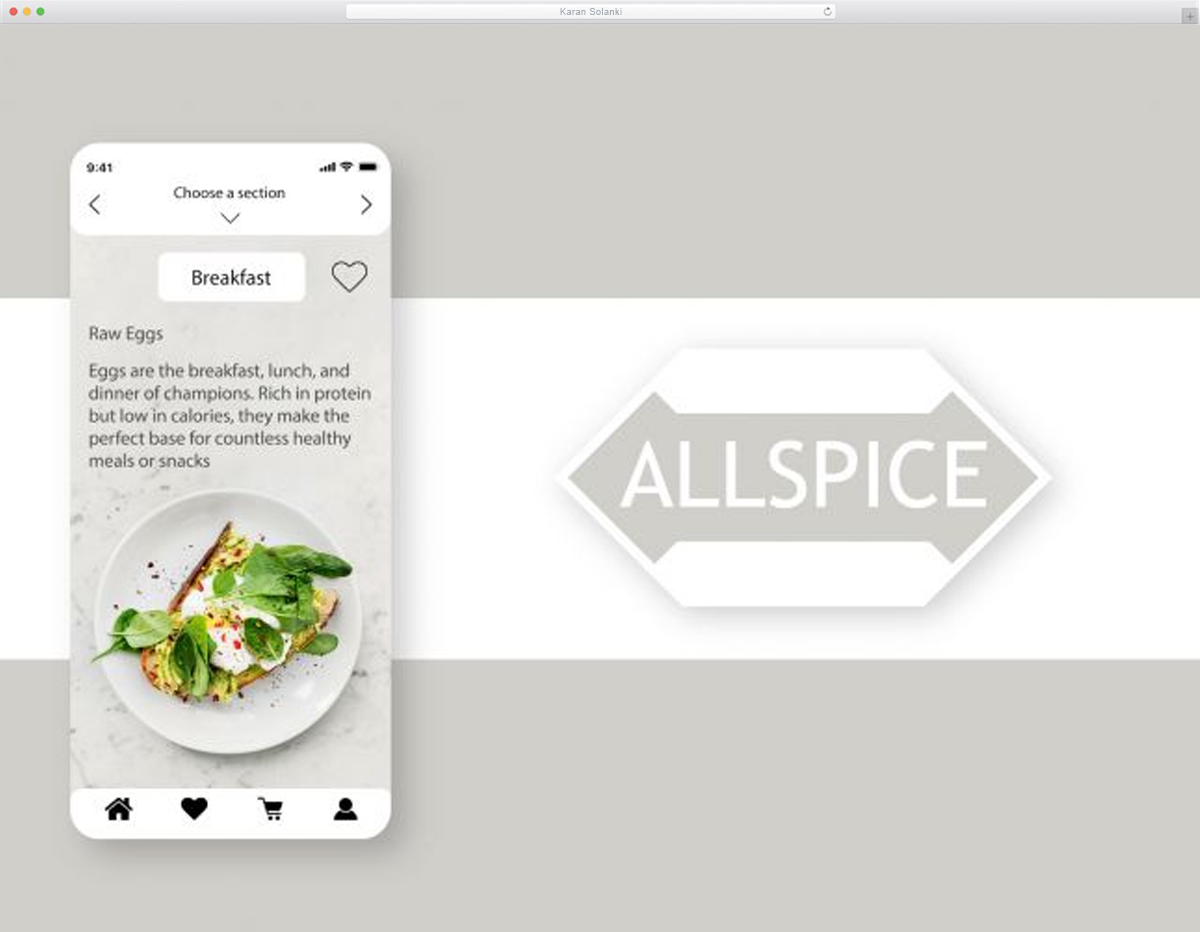 Karan Solanki
9:41
Choose a section
Breakfast
Raw Eggs
Eggs are the breakfast, lunch, and
dinner of champions. Rich in protein
but low in calories, they make the
perfect base for countless healthy
meals or snacks
ALLSPICE